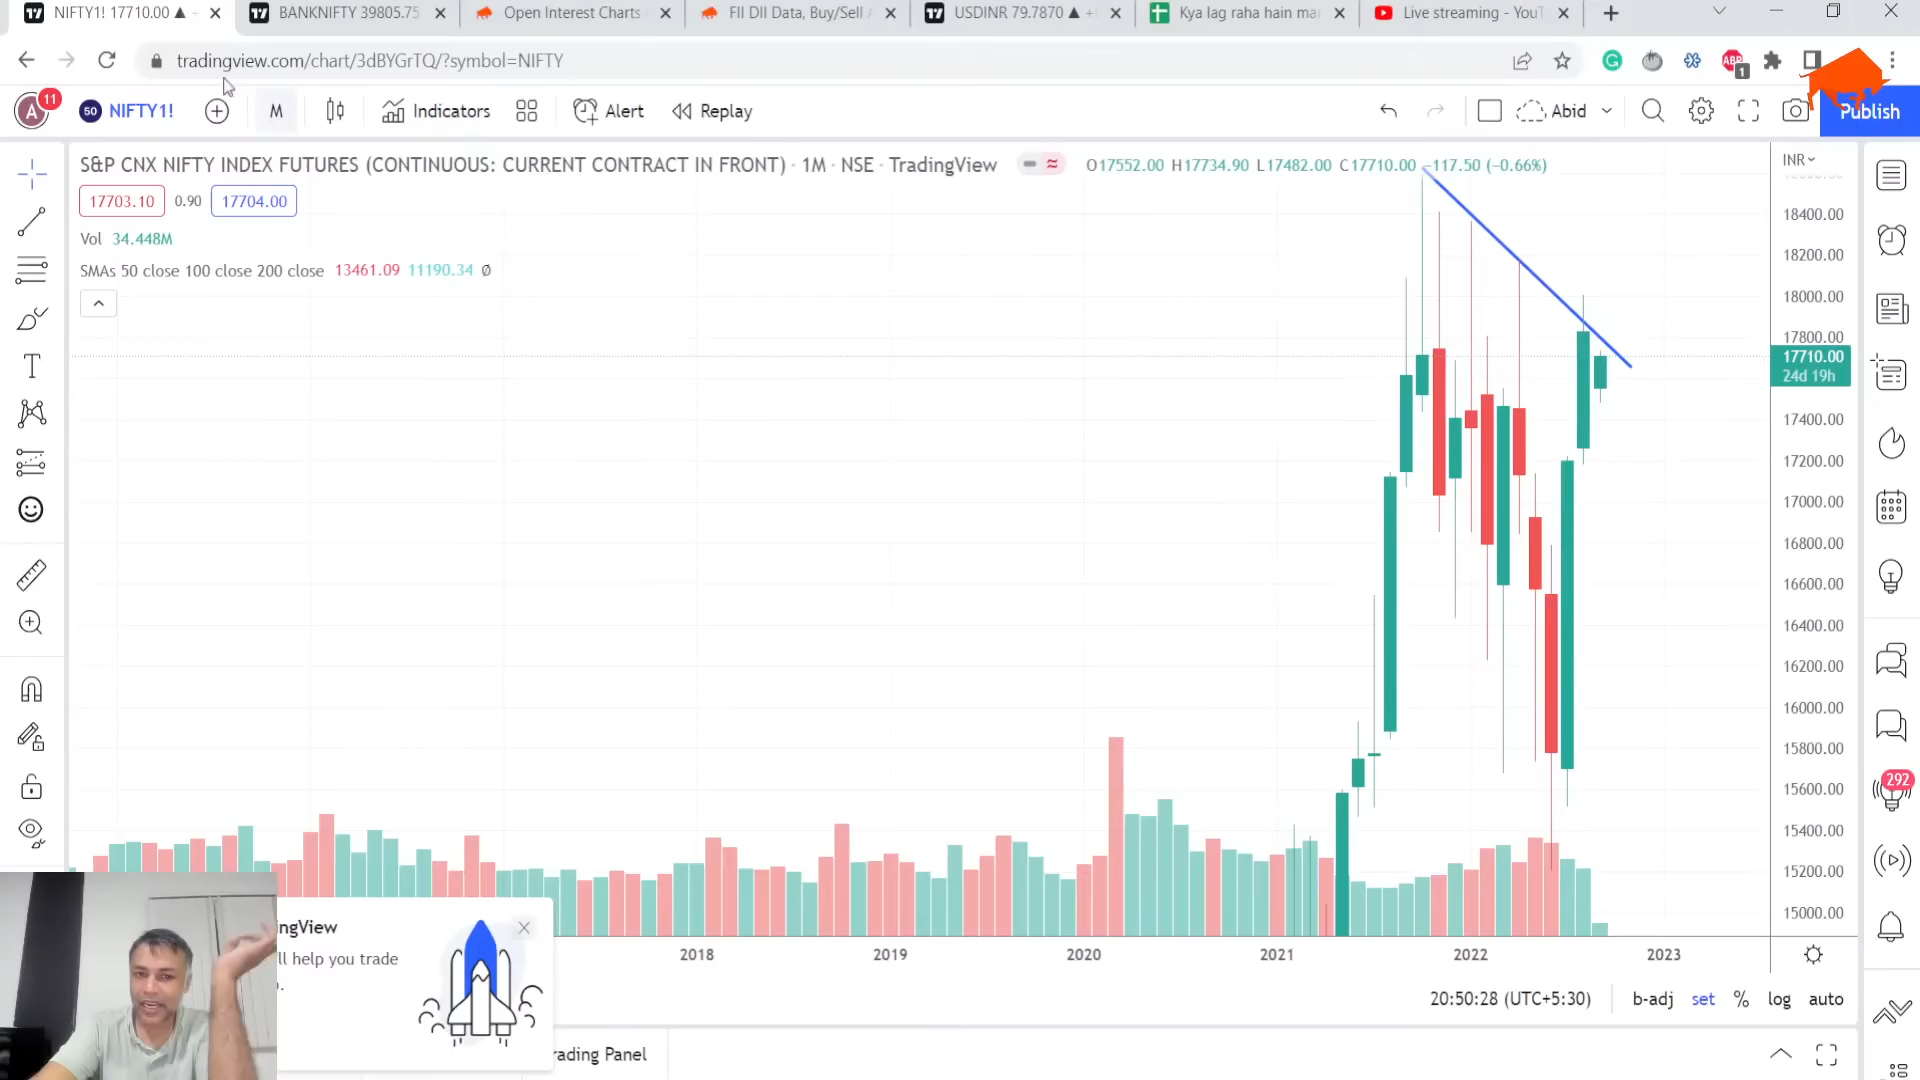 NIFTY1! 17710.00 ▲
BANKNIFTY 39805.75
Open Interest Charts
FII DII Data, Buy/Sell
USDINR 79.7870 ▲
Kya lag raha hain ma
Live streaming - YouT
tradingview.com/chart/3dBYGrTQ/?symbol=NIFTY
ABP
1
A
11
50
NIFTY1!
M
Indicators
Alert
Replay
Abid
Publish
S&P CNX NIFTY INDEX FUTURES (CONTINUOUS: CURRENT CONTRACT IN FRONT) · 1M · NSE · TradingView
O17552.00 H17734.90 L17482.00 C17710.00 −117.50 (−0.66%)
INR
17703.10
0.90
17704.00
Vol 34.448M
SMAs 50 close 100 close 200 close 13461.09 11190.34 Ø
18400.00
18200.00
18000.00
17800.00
17710.00
24d 19h
17400.00
17200.00
17000.00
16800.00
16600.00
16400.00
16200.00
16000.00
15800.00
15600.00
15400.00
15200.00
15000.00
292
2018
2019
2020
2021
2022
2023
ngView
ll help you trade
20:50:28 (UTC+5:30)
b-adj
set
%
log
auto
rading Panel